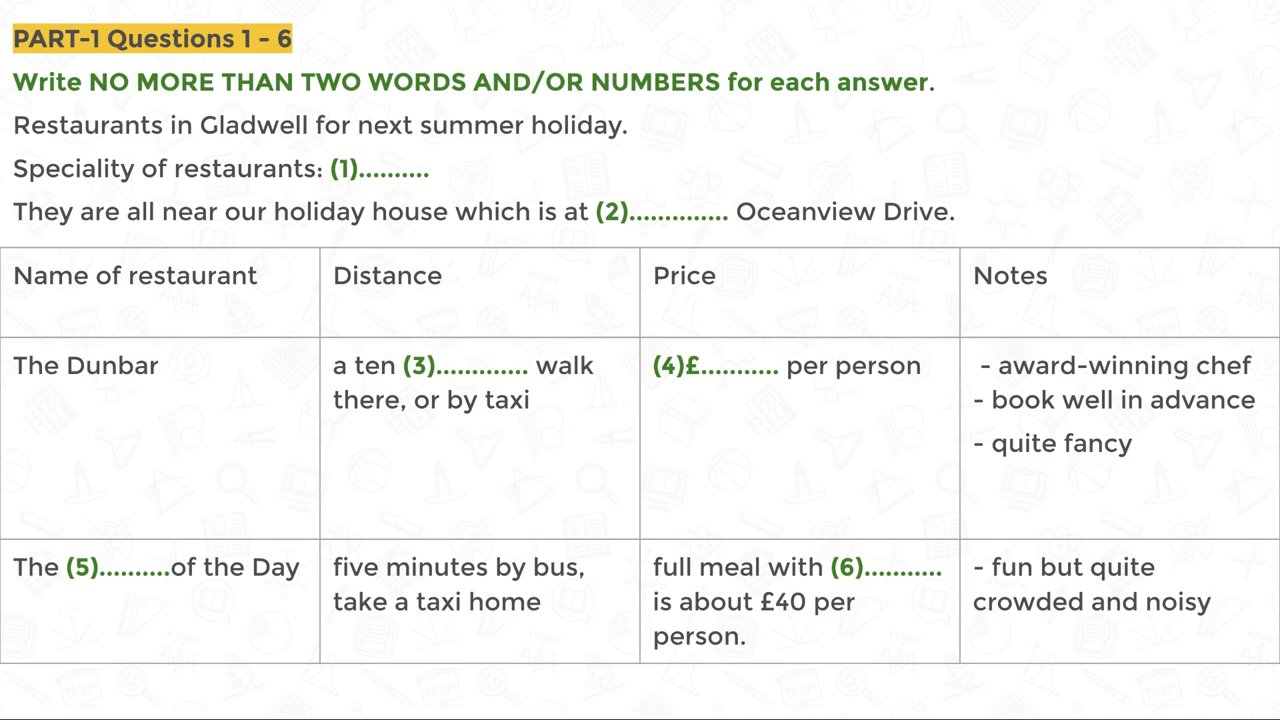 PART-1 Questions 1 - 6
Write NO MORE THAN TWO WORDS AND/OR NUMBERS for each answer.
Restaurants in Gladwell for next summer holiday.
Speciality of restaurants: (1)..........
They are all near our holiday house which is at (2).............. Oceanview Drive.
Name of restaurant
Distance
Price
Notes
The Dunbar
a ten (3)............. walk
there, or by taxi
(4)£........... per person
- award-winning chef
- book well in advance
- quite fancy
The (5)..........of the Day
five minutes by bus,
take a taxi home
full meal with (6)...........
is about £40 per
person.
- fun but quite
crowded and noisy